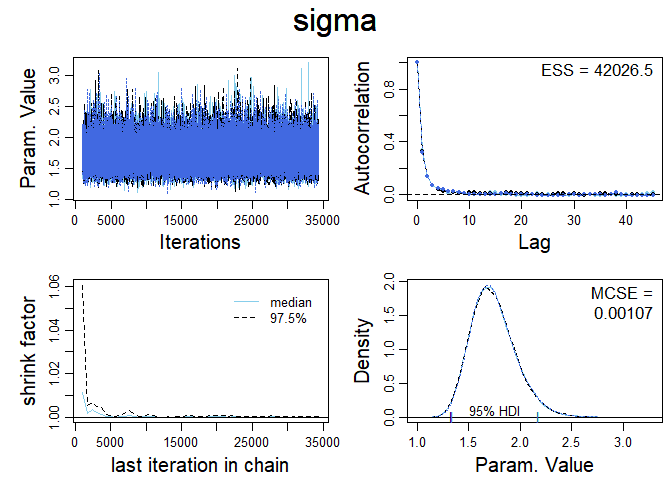 sigma
Param. Value
1.0 1.5 2.0 2.5 3.0
0 5000 15000 25000 35000
Iterations
Autocorrelation
0.0 0.4 0.8
ESS = 42026.5
0 10 20 30 40
Lag
shrink factor
1.00 1.02 1.04 1.06
median
97.5%
0 5000 15000 25000 35000
last iteration in chain
Density
0.0 0.5 1.0 1.5 2.0
MCSE =
0.00107
95% HDI
1.0 1.5 2.0 2.5 3.0
Param. Value